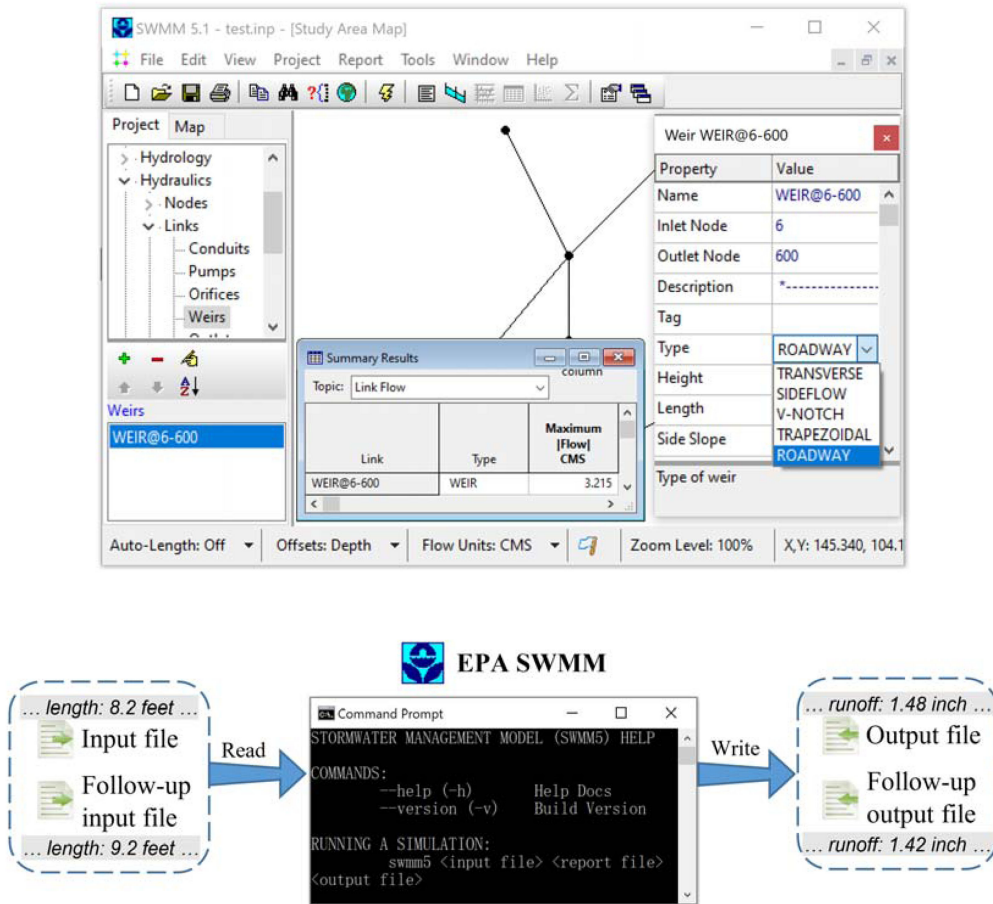 SWMM 5.1 - test.inp - [Study Area Map]
File Edit View Project Report Tools Window Help
Project Map
Hydrology
Hydraulics
Nodes
Links
Conduits
Pumps
Orifices
Weirs
Weirs
WEIR@6-600
Summary Results
column
Topic: Link Flow
Link Type Maximum |Flow| CMS
WEIR@6-600 WEIR 3.215
Weir WEIR@6-600
Property Value
Name WEIR@6-600
Inlet Node 6
Outlet Node 600
Description *---------------
Tag
Type ROADWAY
Height
Length
Side Slope
TRANSVERSE
SIDEFLOW
V-NOTCH
TRAPEZOIDAL
ROADWAY
Type of weir
Auto-Length: Off Offsets: Depth Flow Units: CMS Zoom Level: 100% X,Y: 145.340, 104.1
EPA SWMM
... length: 8.2 feet ...
Input file
Follow-up
input file
... length: 9.2 feet ...
Read
Command Prompt
STORMWATER MANAGEMENT MODEL (SWMM5) HELP
COMMANDS:
--help (-h) Help Docs
--version (-v) Build Version
RUNNING A SIMULATION:
swmm5 <input file> <report file>
<output file>
Write
... runoff: 1.48 inch ...
Output file
Follow-up
output file
... runoff: 1.42 inch ...